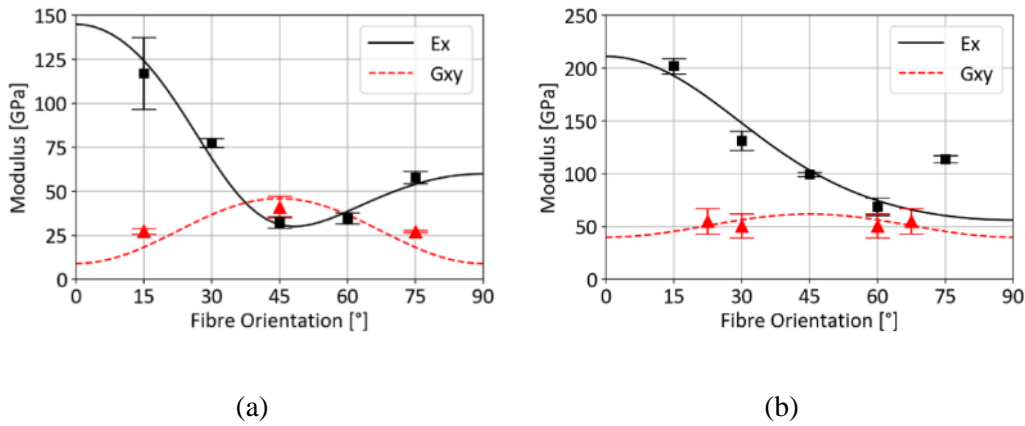 150
125
100
75
50
25
0
Modulus [GPa]
Ex
Gxy
0 15 30 45 60 75 90
Fibre Orientation [°]
(a)
250
200
150
100
50
0
Modulus [GPa]
Ex
Gxy
0 15 30 45 60 75 90
Fibre Orientation [°]
(b)